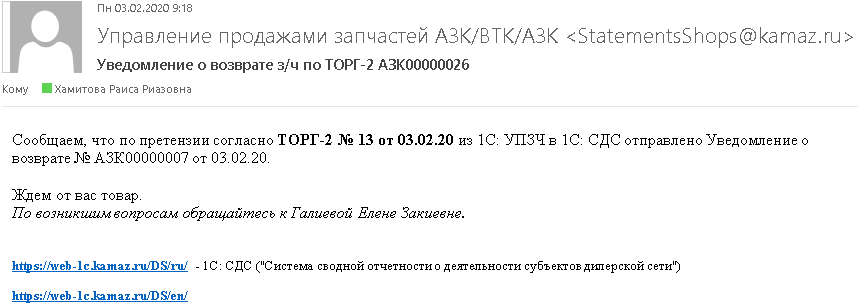 Пн 03.02.2020 9:18
Управление продажами запчастей АЗК/ВТК/АЗК <StatementsShops@kamaz.ru>
Уведомление о возврате з/ч по ТОРГ-2 АЗК00000026
Кому Хамитова Раиса Риазовна
Сообщаем, что по претензии согласно ТОРГ-2 № 13 от 03.02.20 из 1С: УПЗЧ в 1С: СДС отправлено Уведомление о
возврате № АЗК00000007 от 03.02.20.
Ждем от вас товар.
По возникшим вопросам обращайтесь к Галиевой Елене Закиевне.
https://web-1c.kamaz.ru/DS/ru/ - 1С: СДС ("Система сводной отчетности о деятельности субъектов дилерской сети")
https://web-1c.kamaz.ru/DS/en/